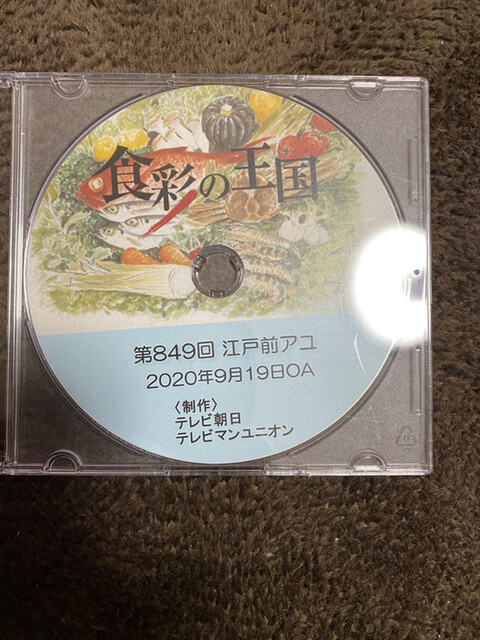 食彩の王国
第849回 江戸前アユ
2020年9月19日OA
〈制作〉
テレビ朝日
テレビマンユニオン